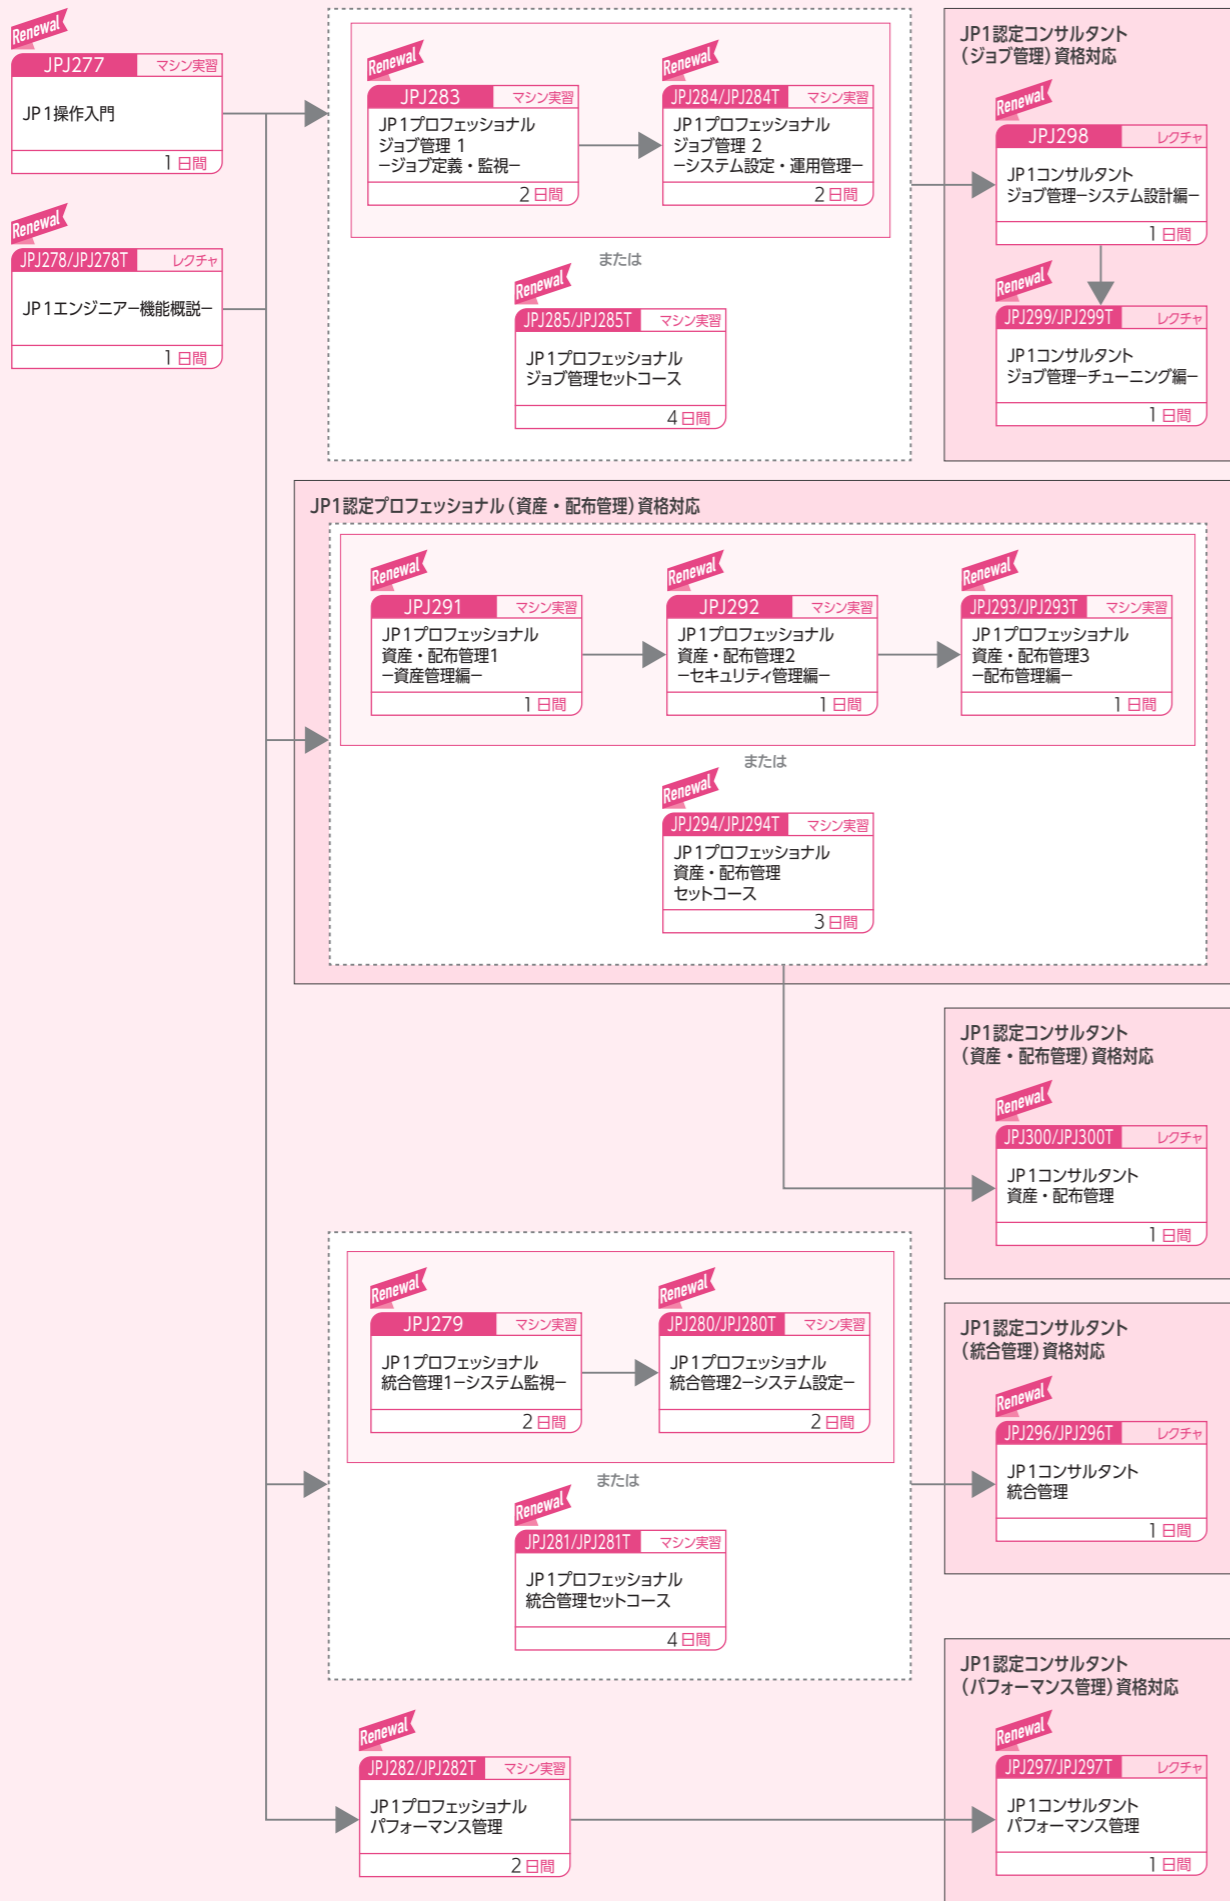 Renewal
JPJ277 マシン実習
JP1操作入門
1日間
Renewal
JPJ278/JPJ278T レクチャ
JP1エンジニアー機能概説ー
1日間
Renewal
JPJ283 マシン実習
JP1プロフェッショナル
ジョブ管理 1
ージョブ定義・監視ー
2日間
Renewal
JPJ284/JPJ284T マシン実習
JP1プロフェッショナル
ジョブ管理 2
ーシステム設定・運用管理ー
2日間
または
Renewal
JPJ285/JPJ285T マシン実習
JP1プロフェッショナル
ジョブ管理セットコース
4日間
JP1認定コンサルタント
(ジョブ管理)資格対応
Renewal
JPJ298 レクチャ
JP1コンサルタント
ジョブ管理ーシステム設計編ー
1日間
Renewal
JPJ299/JPJ299T レクチャ
JP1コンサルタント
ジョブ管理ーチューニング編ー
1日間
JP1認定プロフェッショナル(資産・配布管理)資格対応
Renewal
JPJ291 マシン実習
JP1プロフェッショナル
資産・配布管理1
ー資産管理編ー
1日間
Renewal
JPJ292 マシン実習
JP1プロフェッショナル
資産・配布管理2
ーセキュリティ管理編ー
1日間
Renewal
JPJ293/JPJ293T マシン実習
JP1プロフェッショナル
資産・配布管理3
ー配布管理編ー
1日間
または
Renewal
JPJ294/JPJ294T マシン実習
JP1プロフェッショナル
資産・配布管理
セットコース
3日間
JP1認定コンサルタント
(資産・配布管理)資格対応
Renewal
JPJ300/JPJ300T レクチャ
JP1コンサルタント
資産・配布管理
1日間
Renewal
JPJ279 マシン実習
JP1プロフェッショナル
統合管理1ーシステム監視ー
2日間
Renewal
JPJ280/JPJ280T マシン実習
JP1プロフェッショナル
統合管理2ーシステム設定ー
2日間
または
Renewal
JPJ281/JPJ281T マシン実習
JP1プロフェッショナル
統合管理セットコース
4日間
JP1認定コンサルタント
(統合管理)資格対応
Renewal
JPJ296/JPJ296T レクチャ
JP1コンサルタント
統合管理
1日間
Renewal
JPJ282/JPJ282T マシン実習
JP1プロフェッショナル
パフォーマンス管理
2日間
JP1認定コンサルタント
(パフォーマンス管理)資格対応
Renewal
JPJ297/JPJ297T レクチャ
JP1コンサルタント
パフォーマンス管理
1日間